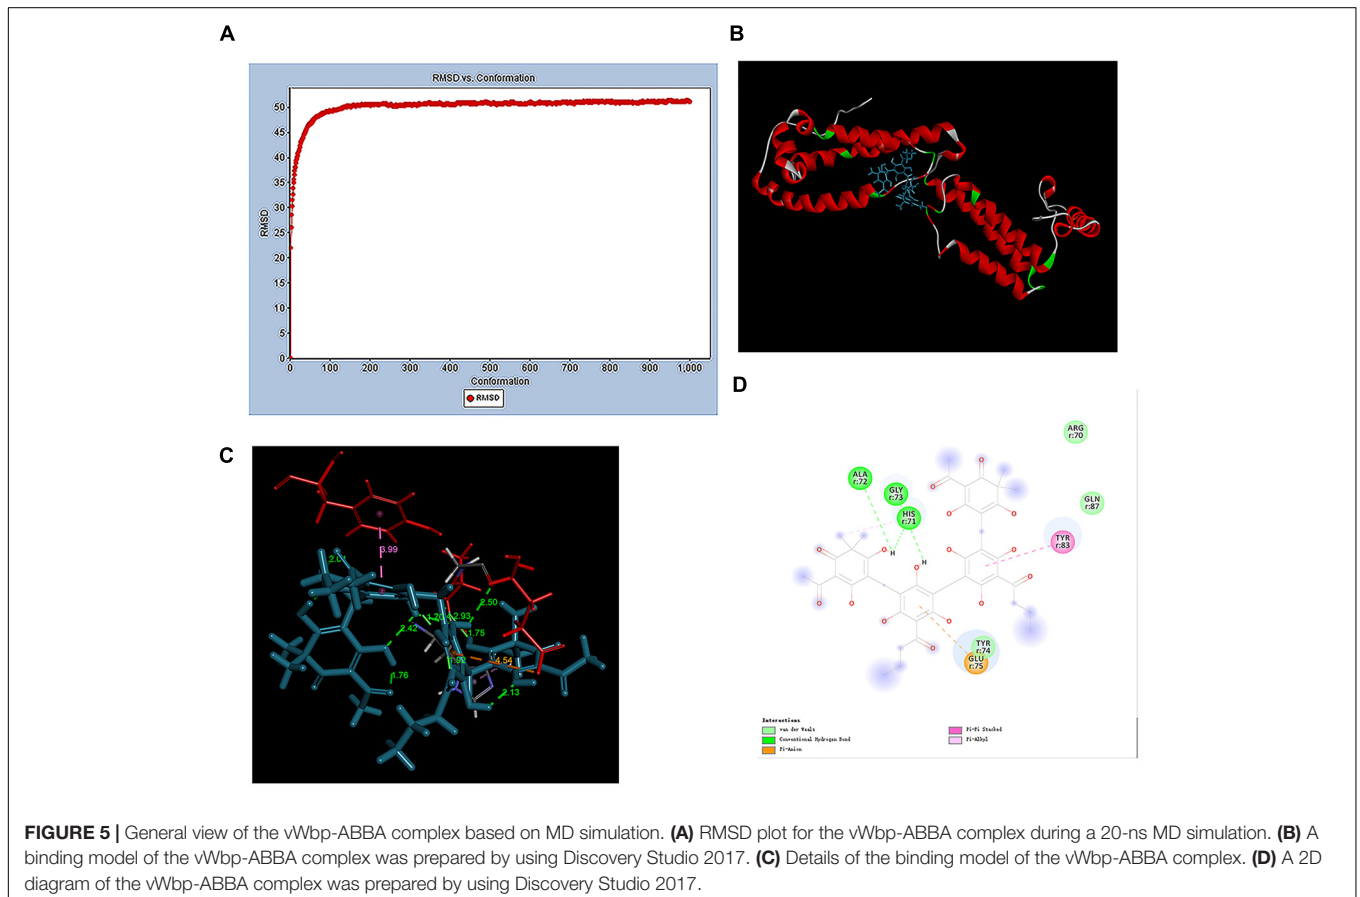 A
RMSD vs. Conformation
50
45
40
35
30
25
20
15
10
5
0
RMSD
0 100 200 300 400 500 600 700 800 900 1,000
Conformation
RMSD
B
C
3.99
2.50
2.93
1.75
2.42
1.92
4.54
1.76
2.13
D
ARG
r:70
ALA
r:72
GLY
r:73
GLN
r:87
HIS
r:71
TYR
r:83
TYR
r:74
GLU
r:75
O O O O O O O O O O O O O O O O
H H
Interactions
van der Waals
Conventional Hydrogen Bond
Pi-Anion
Pi-Pi Stacked
Pi-Alkyl
FIGURE 5 | General view of the vWbp-ABBA complex based on MD simulation. (A) RMSD plot for the vWbp-ABBA complex during a 20-ns MD simulation. (B) A
binding model of the vWbp-ABBA complex was prepared by using Discovery Studio 2017. (C) Details of the binding model of the vWbp-ABBA complex. (D) A 2D
diagram of the vWbp-ABBA complex was prepared by using Discovery Studio 2017.